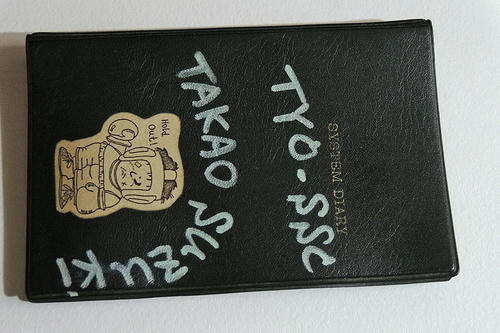 SYSTEM DIARY
TYO-SSC
TAKAO SUZUKi
Hold
Out!